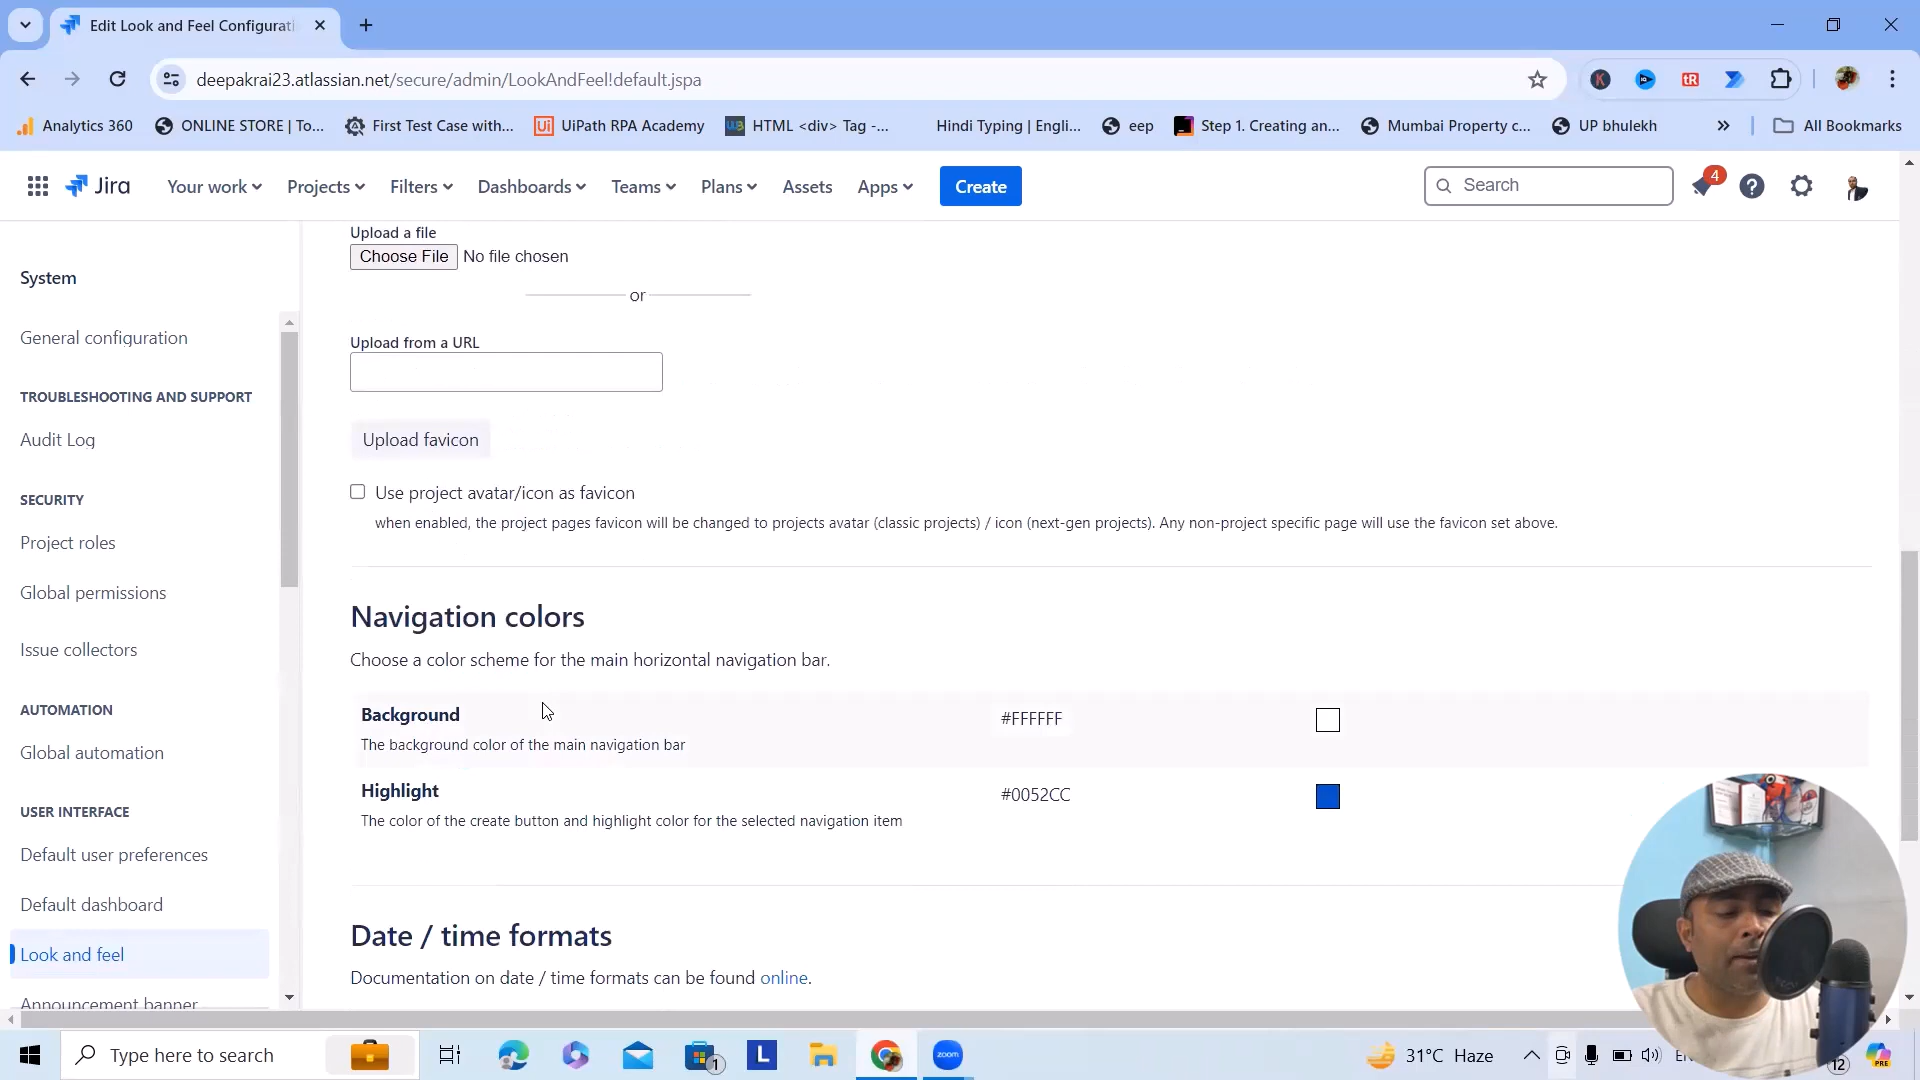 Edit Look and Feel Configurati
deepakrai23.atlassian.net/secure/admin/LookAndFeel!default.jspa
K
tR
Analytics 360
ONLINE STORE | To...
First Test Case with...
UiPath RPA Academy
HTML <div> Tag -...
Hindi Typing | Engli...
eep
Step 1. Creating an...
Mumbai Property c...
UP bhulekh
All Bookmarks
Jira
Your work
Projects
Filters
Dashboards
Teams
Plans
Assets
Apps
Create
Search
4
System
General configuration
TROUBLESHOOTING AND SUPPORT
Audit Log
SECURITY
Project roles
Global permissions
Issue collectors
AUTOMATION
Global automation
USER INTERFACE
Default user preferences
Default dashboard
Look and feel
Announcement banner
Upload a file
Choose File No file chosen
or
Upload from a URL
Upload favicon
Use project avatar/icon as favicon
when enabled, the project pages favicon will be changed to projects avatar (classic projects) / icon (next-gen projects). Any non-project specific page will use the favicon set above.
Navigation colors
Choose a color scheme for the main horizontal navigation bar.
Background #FFFFFF
The background color of the main navigation bar
Highlight #0052CC
The color of the create button and highlight color for the selected navigation item
Date / time formats
Documentation on date / time formats can be found online.
Type here to search
1
L
zoom
31°C Haze
12
PRE